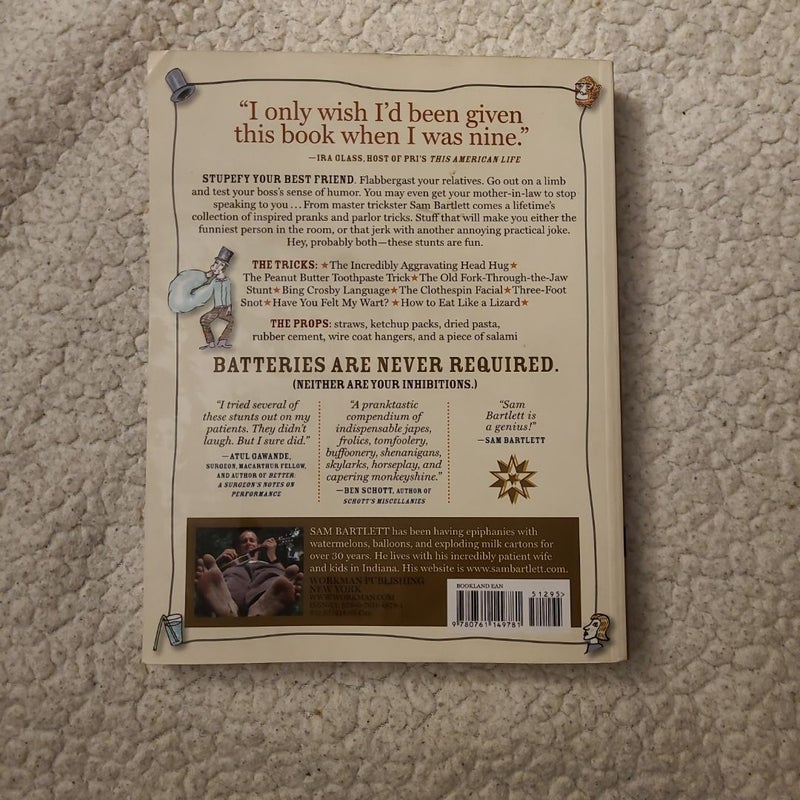 “I only wish I’d been given
this book when I was nine.”
—IRA GLASS, HOST OF PRI’S THIS AMERICAN LIFE
STUPEFY YOUR BEST FRIEND. Flabbergast your relatives. Go out on a limb
and test your boss’s sense of humor. You may even get your mother-in-law to stop
speaking to you ... From master trickster Sam Bartlett comes a lifetime’s
collection of inspired pranks and parlor tricks. Stuff that will make you either the
funniest person in the room, or that jerk with another annoying practical joke.
Hey, probably both—these stunts are fun.
THE TRICKS: ★The Incredibly Aggravating Head Hug★
The Peanut Butter Toothpaste Trick★The Old Fork-Through-the-Jaw
Stunt★Bing Crosby Language★The Clothespin Facial★Three-Foot
Snot★Have You Felt My Wart? ★How to Eat Like a Lizard★
THE PROPS: straws, ketchup packs, dried pasta,
rubber cement, wire coat hangers, and a piece of salami
BATTERIES ARE NEVER REQUIRED.
(NEITHER ARE YOUR INHIBITIONS.)
“I tried several of
these stunts out on my
patients. They didn’t
laugh. But I sure did.”
—ATUL GAWANDE,
SURGEON, MACARTHUR FELLOW,
AND AUTHOR OF BETTER:
A SURGEON’S NOTES ON
PERFORMANCE
“A pranktastic
compendium of
indispensable japes,
frolics, tomfoolery,
buffoonery, shenanigans,
skylarks, horseplay, and
capering monkeyshine.”
—BEN SCHOTT, AUTHOR OF
SCHOTT’S MISCELLANIES
“Sam
Bartlett is
a genius!”
—SAM BARTLETT
SAM BARTLETT has been having epiphanies with
watermelons, balloons, and exploding milk cartons for
over 30 years. He lives with his incredibly patient wife
and kids in Indiana. His website is www.sambartlett.com.
WORKMAN PUBLISHING
NEW YORK
WWW.WORKMAN.COM
BOOKLAND EAN
51295>
9 780761 149781